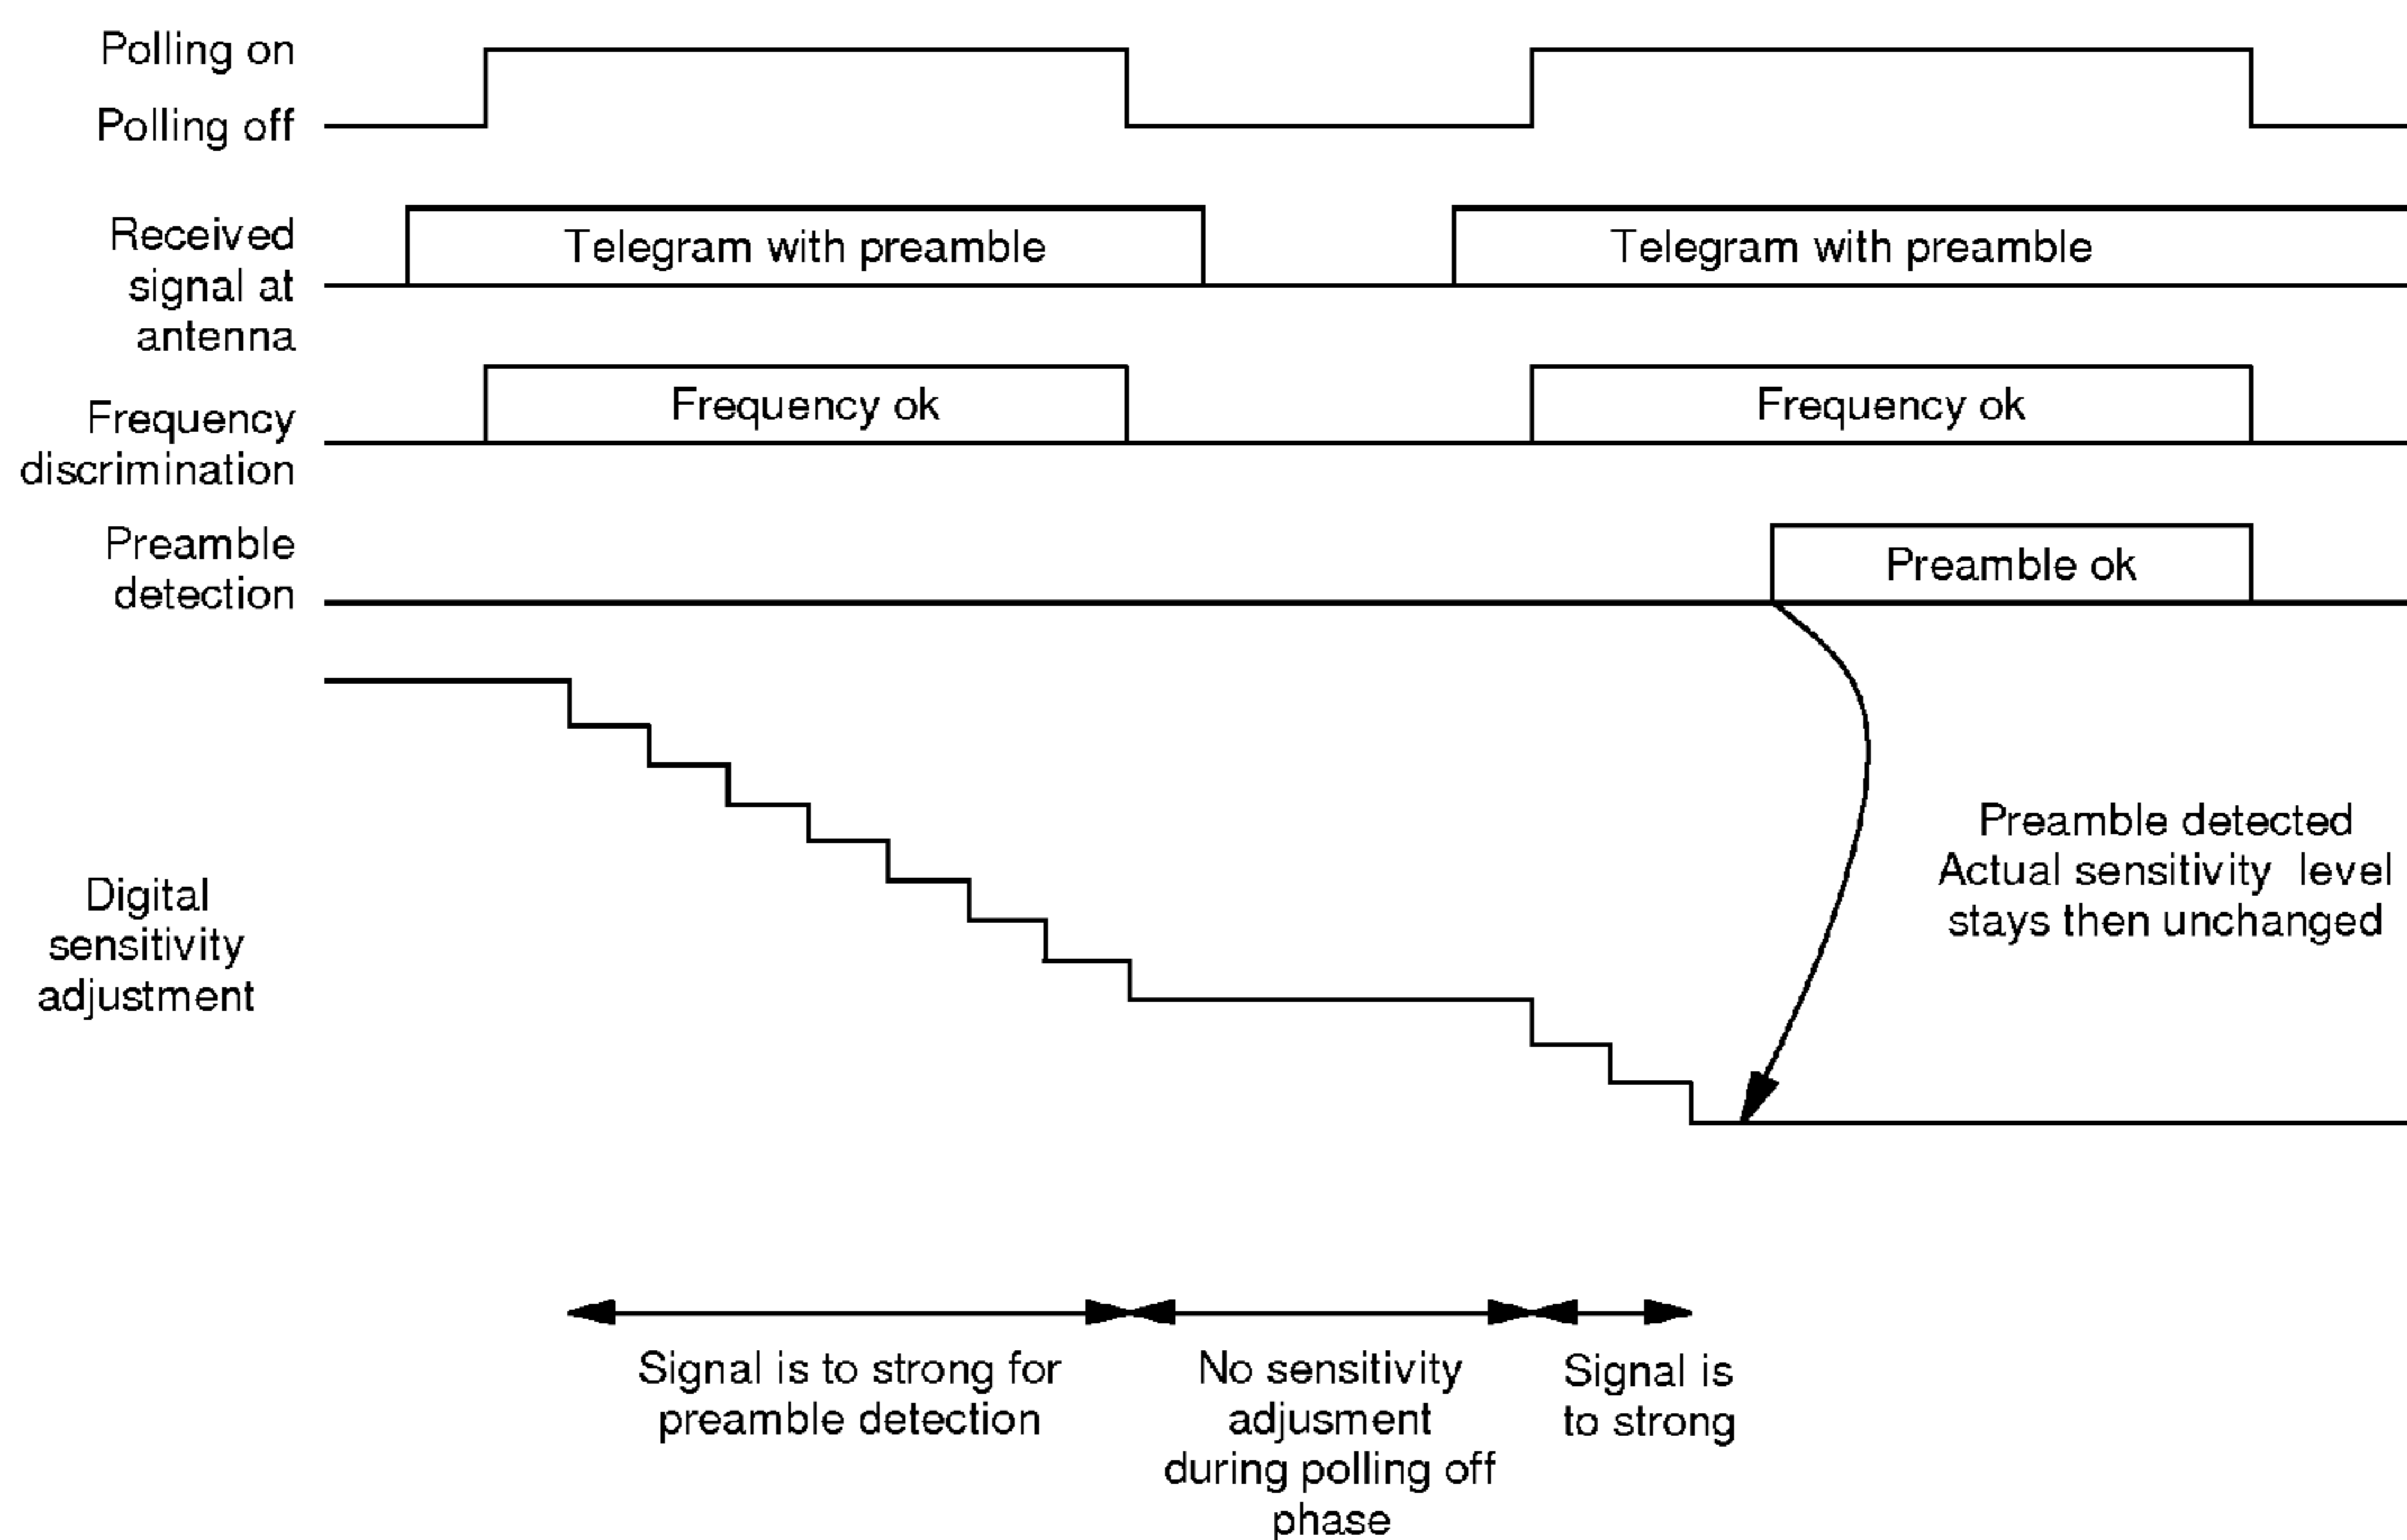 Polling on
Polling off
Received
signal at
antenna
Telegram with preamble
Telegram with preamble
Frequency
discrimination
Frequency ok
Frequency ok
Preamble
detection
Preamble ok
Digital
sensitivity
adjustment
Preamble detected
Actual sensitivity level
stays then unchanged
Signal is to strong for
preamble detection
No sensitivity
adjusment
during polling off
phase
Signal is
to strong